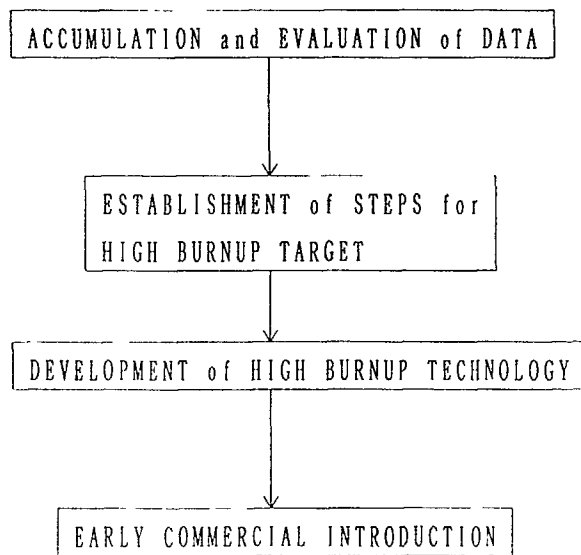 ACCUMULATION and EVALUATION of DATA
ESTABLISHMENT of STEPS for
HIGH BURNUP TARGET
DEVELOPMENT of HIGH BURNUP TECHNOLOGY
EARLY COMMERCIAL INTRODUCTION